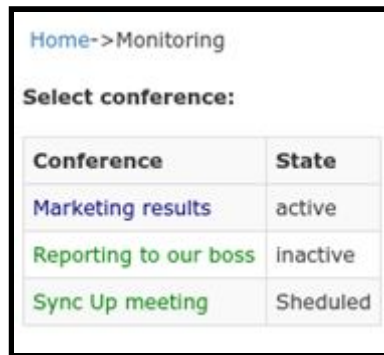 Home->Monitoring
Select conference:
Conference State
Marketing results active
Reporting to our boss inactive
Sync Up meeting Sheduled